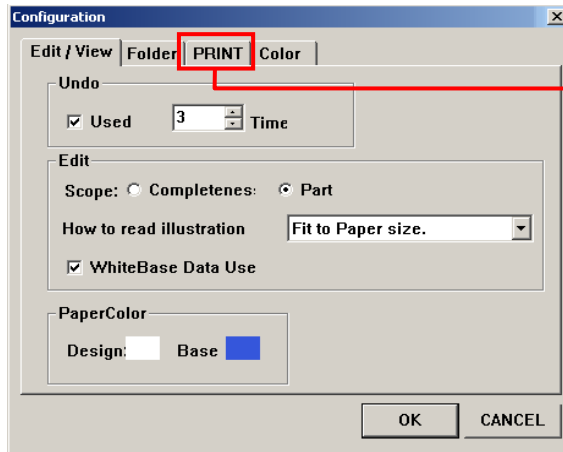 Configuration
Edit / View Folder PRINT Color
Undo
Used 3 Time
Edit
Scope: Completenes: Part
How to read illustration Fit to Paper size.
WhiteBase Data Use
PaperColor
Design: Base
OK CANCEL